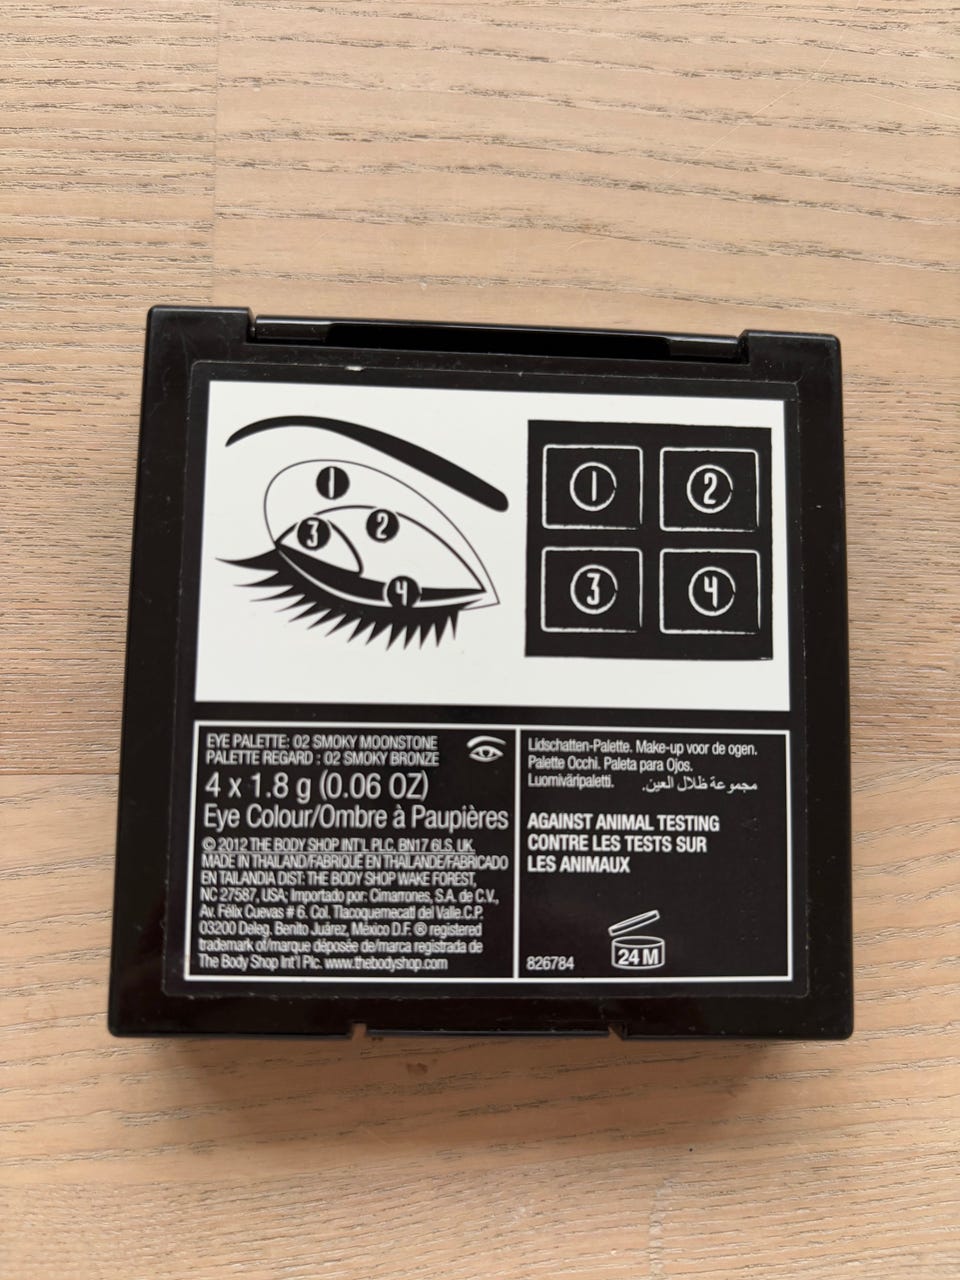 1
2
3
4
1
2
3
4
EYE PALETTE: 02 SMOKY MOONSTONE
PALETTE REGARD : 02 SMOKY BRONZE
4 x 1.8 g (0.06 OZ)
Eye Colour/Ombre à Paupières
© 2012 THE BODY SHOP INT'L PLC, BN17 6LS, UK.
MADE IN THAILAND/FABRIQUÉ EN THAÏLANDE/FABRICADO
EN TAILANDIA DIST: THE BODY SHOP WAKE FOREST,
NC 27587, USA; Importado por: Cimarrones, S.A. de C.V.,
Av. Félix Cuevas # 6. Col. Tlacoquemecatl del Valle.C.P.
03200 Deleg. Benito Juárez, México D.F. ® registered
trademark of/marque déposée de/marca registrada de
The Body Shop Int'l Plc. www.thebodyshop.com
Lidschatten-Palette. Make-up voor de ogen.
Palette Occhi. Paleta para Ojos.
Luomiväripaletti. مجموعة ظلال العين.
AGAINST ANIMAL TESTING
CONTRE LES TESTS SUR
LES ANIMAUX
24 M
826784